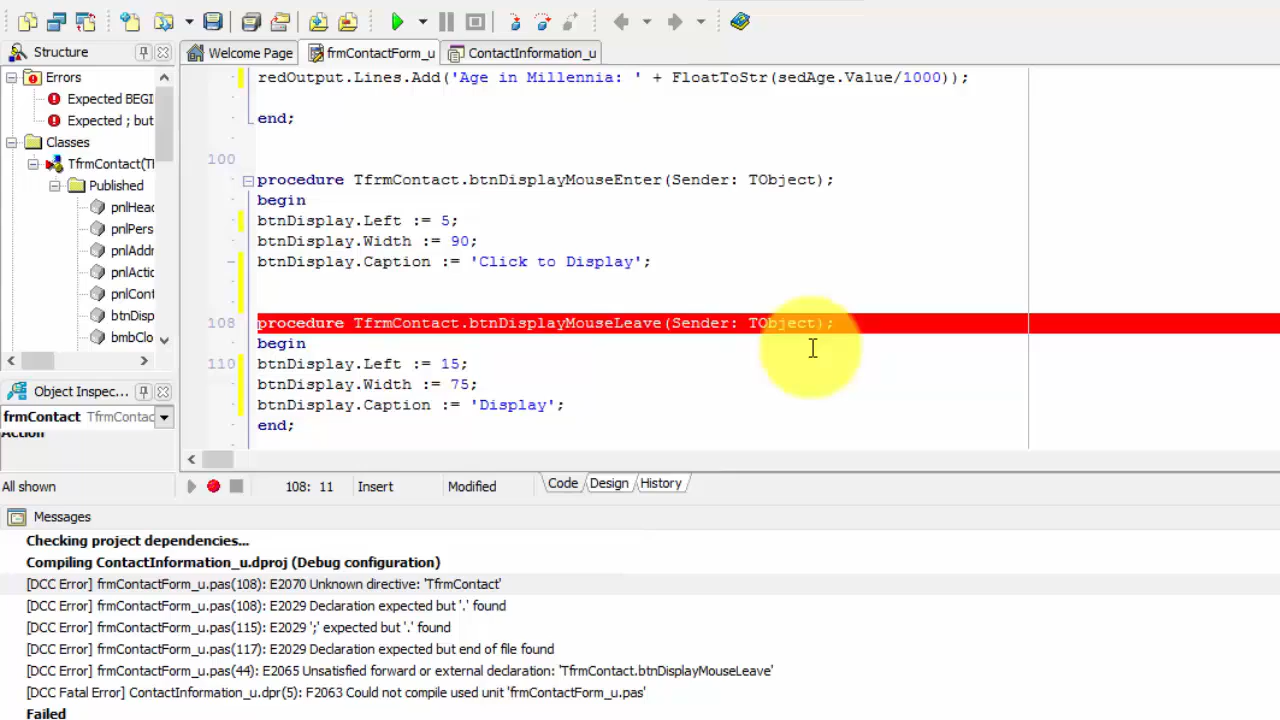 Structure
Welcome Page
frmContactForm_u
ContactInformation_u
Errors
Expected BEGI
Expected ; but
Classes
TfrmContact(Tf
Published
pnlHeac
pnlPers
pnlAddr
pnlActio
pnlCont
btnDisp
bmbClo
redOutput.Lines.Add('Age in Millennia: ' + FloatToStr(sedAge.Value/1000));
end;
100
procedure TfrmContact.btnDisplayMouseEnter(Sender: TObject);
begin
btnDisplay.Left := 5;
btnDisplay.Width := 90;
btnDisplay.Caption := 'Click to Display';
108 procedure TfrmContact.btnDisplayMouseLeave(Sender: TObject);
begin
110 btnDisplay.Left := 15;
btnDisplay.Width := 75;
btnDisplay.Caption := 'Display';
end;
Object Inspec...
frmContact TfrmContac
Action
All shown
108: 11 Insert Modified Code Design History
Messages
Checking project dependencies...
Compiling ContactInformation_u.dproj (Debug configuration)
[DCC Error] frmContactForm_u.pas(108): E2070 Unknown directive: 'TfrmContact'
[DCC Error] frmContactForm_u.pas(108): E2029 Declaration expected but '.' found
[DCC Error] frmContactForm_u.pas(115): E2029 ';' expected but '.' found
[DCC Error] frmContactForm_u.pas(117): E2029 Declaration expected but end of file found
[DCC Error] frmContactForm_u.pas(44): E2065 Unsatisfied forward or external declaration: 'TfrmContact.btnDisplayMouseLeave'
[DCC Fatal Error] ContactInformation_u.dpr(5): F2063 Could not compile used unit 'frmContactForm_u.pas'
Failed